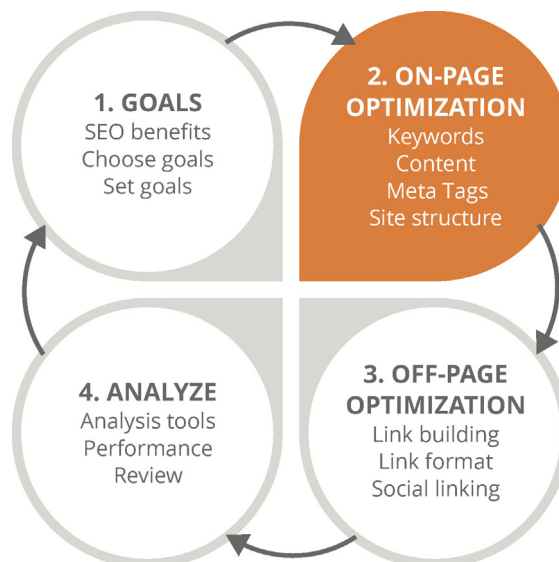 1. GOALS
SEO benefits
Choose goals
Set goals
2. ON-PAGE
OPTIMIZATION
Keywords
Content
Meta Tags
Site structure
3. OFF-PAGE
OPTIMIZATION
Link building
Link format
Social linking
4. ANALYZE
Analysis tools
Performance
Review